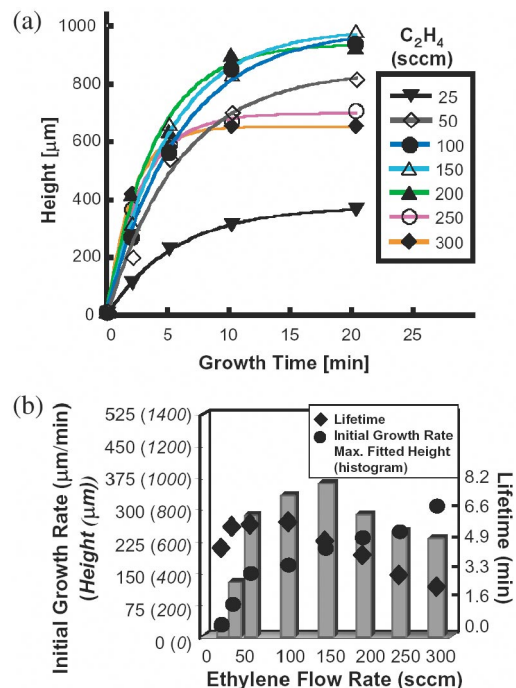 (a)
1000
800
600
400
200
0
Height [μm]
0 5 10 15 20 25
Growth Time [min]
C2H4
(sccm)
25
50
100
150
200
250
300
(b)
525 (1400)
450 (1200)
375 (1000)
300 (800)
225 (600)
150 (400)
75 (200)
0 (0)
Initial Growth Rate (μm/min)
(Height (μm))
Lifetime
Initial Growth Rate
Max. Fitted Height
(histogram)
8.2
6.6
4.9
3.3
1.6
0.0
Lifetime (min)
0 50 100 150 200 250 300
Ethylene Flow Rate (sccm)